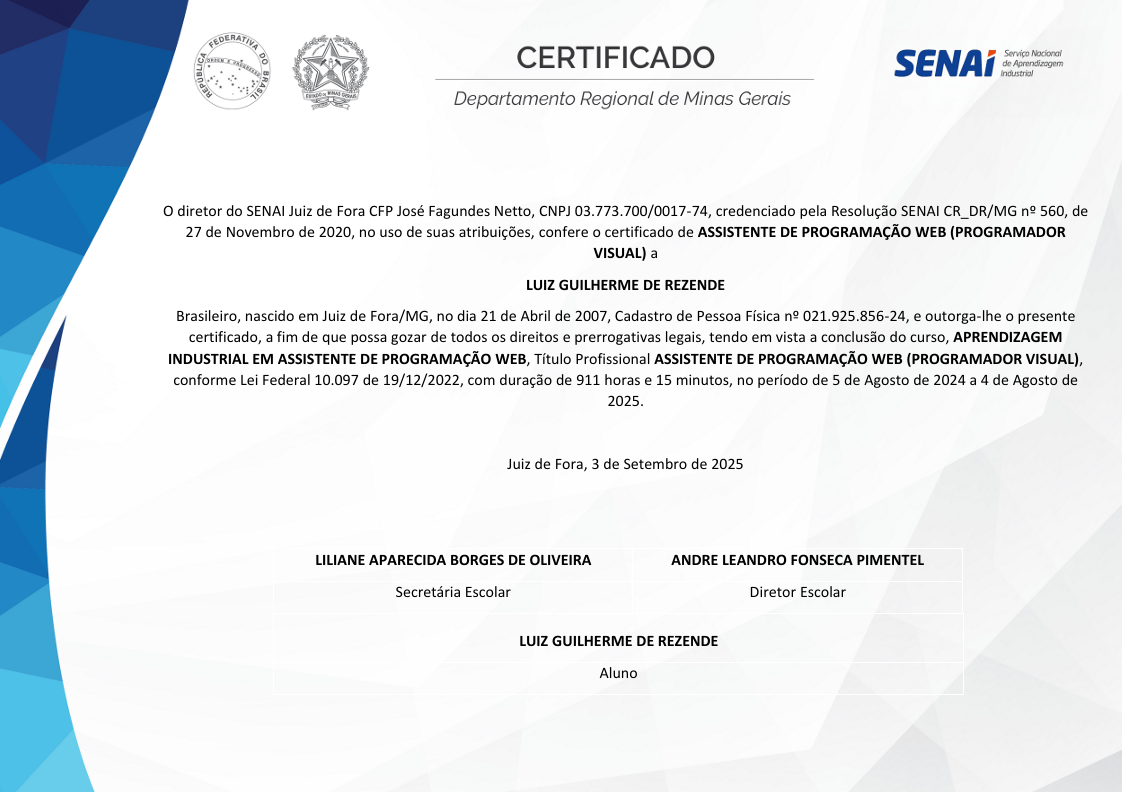 REPÚBLICA FEDERATIVA DO BRASIL
ORDEM E PROGRESSO
ESTADO DE MINAS GERAIS
CERTIFICADO
Departamento Regional de Minas Gerais
SENAI
Serviço Nacional
de Aprendizagem
Industrial
O diretor do SENAI Juiz de Fora CFP José Fagundes Netto, CNPJ 03.773.700/0017-74, credenciado pela Resolução SENAI CR_DR/MG nº 560, de
27 de Novembro de 2020, no uso de suas atribuições, confere o certificado de ASSISTENTE DE PROGRAMAÇÃO WEB (PROGRAMADOR
VISUAL) a
LUIZ GUILHERME DE REZENDE
Brasileiro, nascido em Juiz de Fora/MG, no dia 21 de Abril de 2007, Cadastro de Pessoa Física nº 021.925.856-24, e outorga-lhe o presente
certificado, a fim de que possa gozar de todos os direitos e prerrogativas legais, tendo em vista a conclusão do curso, APRENDIZAGEM
INDUSTRIAL EM ASSISTENTE DE PROGRAMAÇÃO WEB, Título Profissional ASSISTENTE DE PROGRAMAÇÃO WEB (PROGRAMADOR VISUAL),
conforme Lei Federal 10.097 de 19/12/2022, com duração de 911 horas e 15 minutos, no período de 5 de Agosto de 2024 a 4 de Agosto de
2025.
Juiz de Fora, 3 de Setembro de 2025
LILIANE APARECIDA BORGES DE OLIVEIRA
ANDRE LEANDRO FONSECA PIMENTEL
Secretária Escolar
Diretor Escolar
LUIZ GUILHERME DE REZENDE
Aluno